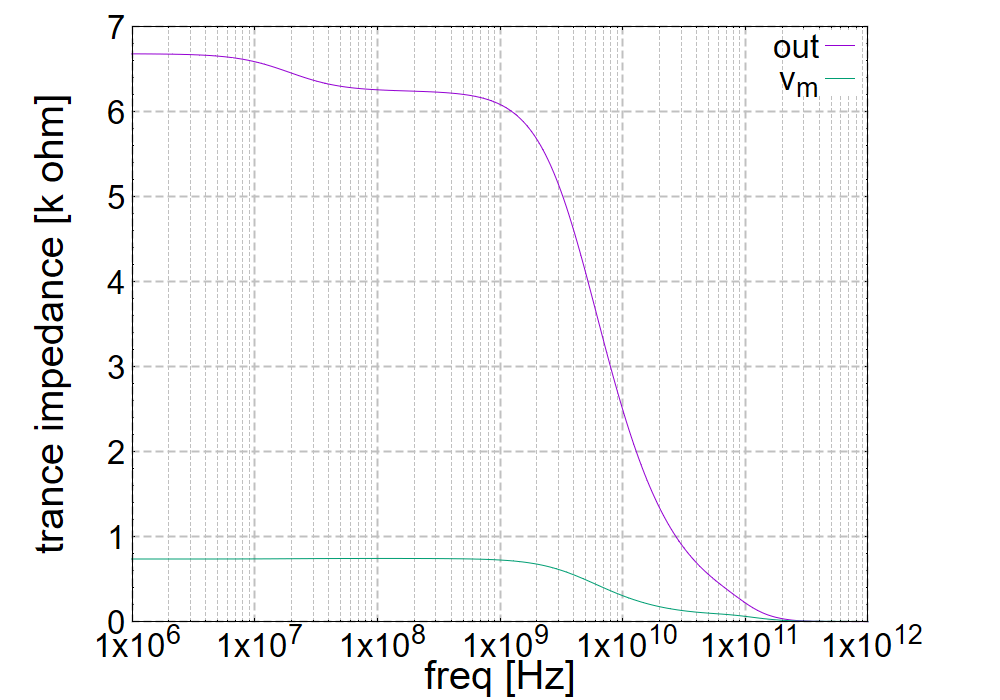 trance impedance [k ohm]
7
6
5
4
3
2
1
0
out
v_m
1x10^6
1x10^7
1x10^8
1x10^9
1x10^10
1x10^11
1x10^12
freq [Hz]